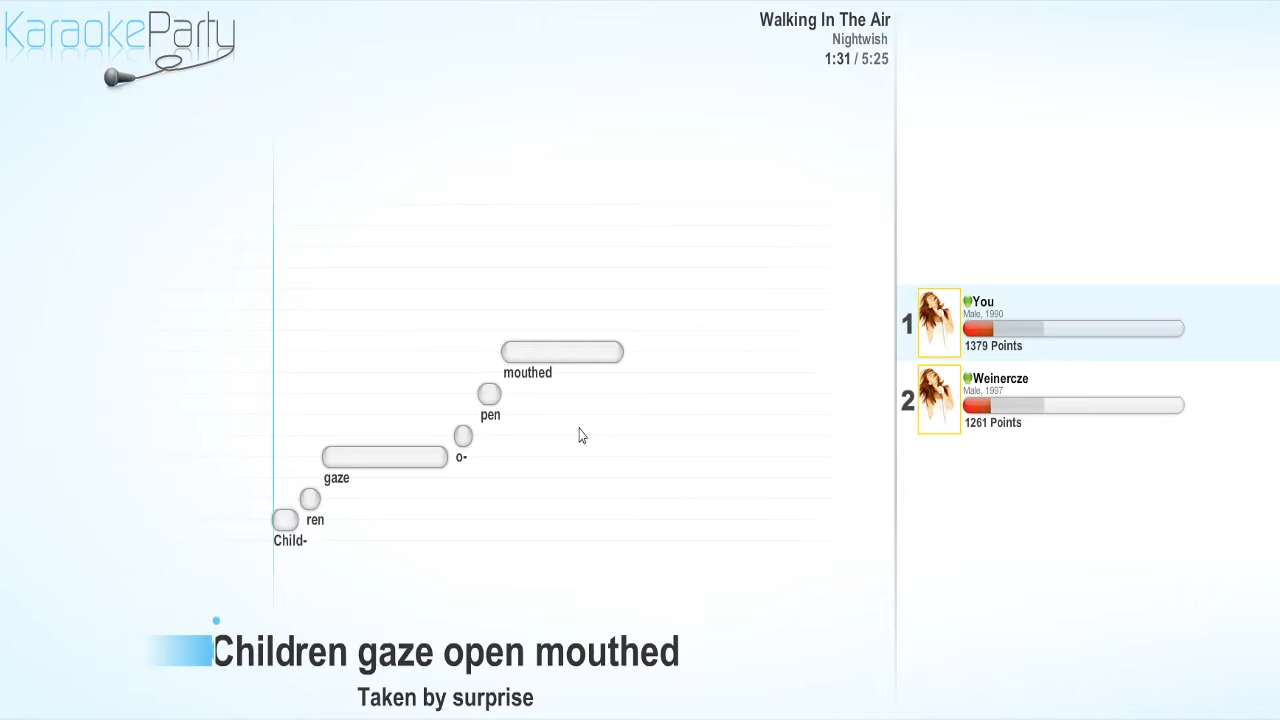 KaraokeParty
Walking In The Air
Nightwish
1:31 / 5:25
1
You
Male, 1990
1379 Points
2
Weinercze
Male, 1997
1261 Points
mouthed
pen
o-
gaze
ren
Child-
Children gaze open mouthed
Taken by surprise